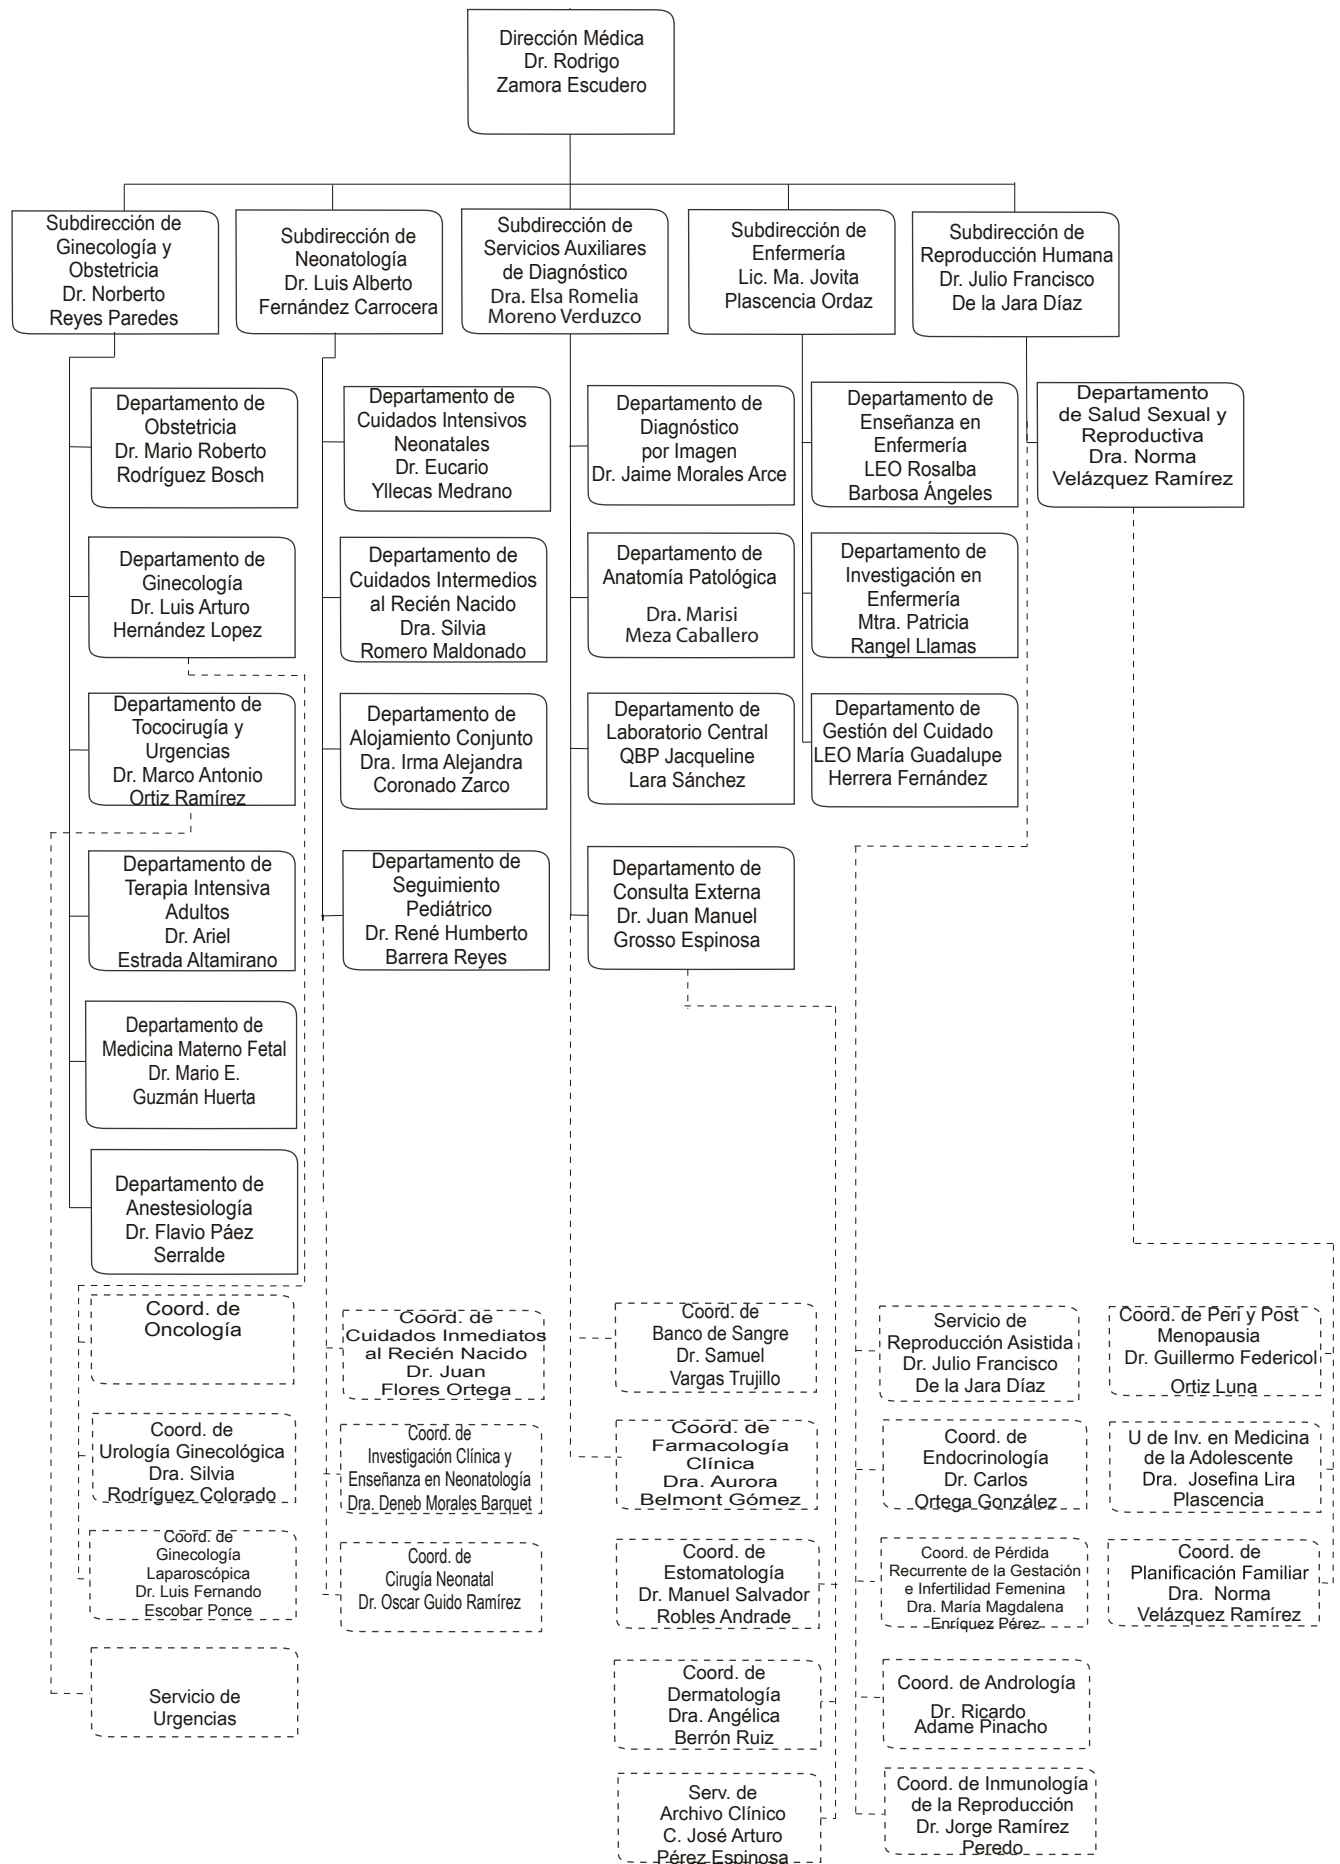 Dirección Médica
Dr. Rodrigo
Zamora Escudero
Subdirección de
Ginecología y
Obstetricia
Dr. Norberto
Reyes Paredes
Subdirección de
Neonatología
Dr. Luis Alberto
Fernández Carrocera
Subdirección de
Servicios Auxiliares
de Diagnóstico
Dra. Elsa Romelia
Moreno Verduzco
Subdirección de
Enfermería
Lic. Ma. Jovita
Plascencia Ordaz
Subdirección de
Reproducción Humana
Dr. Julio Francisco
De la Jara Díaz
Departamento de
Obstetricia
Dr. Mario Roberto
Rodríguez Bosch
Departamento de
Cuidados Intensivos
Neonatales
Dr. Eucario
Yllecas Medrano
Departamento de
Diagnóstico
por Imagen
Dr. Jaime Morales Arce
Departamento de
Enseñanza en
Enfermería
LEO Rosalba
Barbosa Ángeles
Departamento
de Salud Sexual y
Reproductiva
Dra. Norma
Velázquez Ramírez
Departamento de
Ginecología
Dr. Luis Arturo
Hernández Lopez
Departamento de
Cuidados Intermedios
al Recién Nacido
Dra. Silvia
Romero Maldonado
Departamento de
Anatomía Patológica
Dra. Marisi
Meza Caballero
Departamento de
Investigación en
Enfermería
Mtra. Patricia
Rangel Llamas
Departamento de
Tococirugía y
Urgencias
Dr. Marco Antonio
Ortiz Ramírez
Departamento de
Alojamiento Conjunto
Dra. Irma Alejandra
Coronado Zarco
Departamento de
Laboratorio Central
QBP Jacqueline
Lara Sánchez
Departamento de
Gestión del Cuidado
LEO María Guadalupe
Herrera Fernández
Departamento de
Terapia Intensiva
Adultos
Dr. Ariel
Estrada Altamirano
Departamento de
Seguimiento
Pediátrico
Dr. René Humberto
Barrera Reyes
Departamento de
Consulta Externa
Dr. Juan Manuel
Grosso Espinosa
Departamento de
Medicina Materno Fetal
Dr. Mario E.
Guzmán Huerta
Departamento de
Anestesiología
Dr. Flavio Páez
Serralde
Coord. de
Oncología
Coord. de
Cuidados Inmediatos
al Recién Nacido
Dr. Juan
Flores Ortega
Coord. de
Banco de Sangre
Dr. Samuel
Vargas Trujillo
Servicio de
Reproducción Asistida
Dr. Julio Francisco
De la Jara Díaz
Coord. de Peri y Post
Menopausia
Dr. Guillermo Federicol
Ortiz Luna
Coord. de
Urología Ginecológica
Dra. Silvia
Rodríguez Colorado
Coord. de
Investigación Clínica y
Enseñanza en Neonatología
Dra. Deneb Morales Barquet
Coord. de
Farmacología
Clínica
Dra. Aurora
Belmont Gómez
Coord. de
Endocrinología
Dr. Carlos
Ortega González
U de Inv. en Medicina
de la Adolescente
Dra. Josefina Lira
Plascencia
Coord. de
Ginecología
Laparoscópica
Dr. Luis Fernando
Escobar Ponce
Coord. de
Cirugía Neonatal
Dr. Oscar Guido Ramírez
Coord. de
Estomatología
Dr. Manuel Salvador
Robles Andrade
Coord. de Pérdida
Recurrente de la Gestación
e Infertilidad Femenina
Dra. María Magdalena
Enríquez Pérez
Coord. de
Planificación Familiar
Dra. Norma
Velázquez Ramírez
Servicio de
Urgencias
Coord. de
Dermatología
Dra. Angélica
Berrón Ruiz
Coord. de Andrología
Dr. Ricardo
Adame Pinacho
Serv. de
Archivo Clínico
C. José Arturo
Pérez Espinosa
Coord. de Inmunología
de la Reproducción
Dr. Jorge Ramírez
Peredo